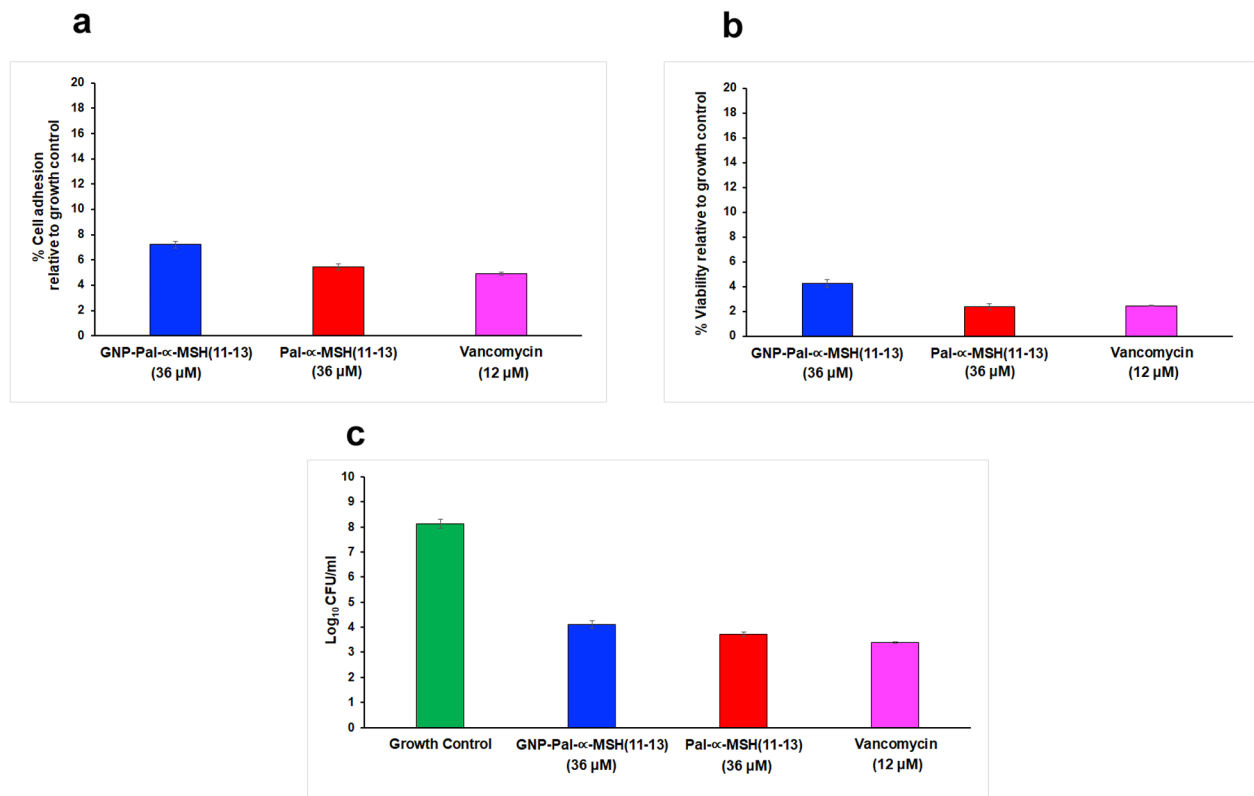 a
% Cell adhesion
relative to growth control
20
18
16
14
12
10
8
6
4
2
0
GNP-Pal-∝-MSH(11-13)
(36 µM)
Pal-∝-MSH(11-13)
(36 µM)
Vancomycin
(12 µM)
b
% Viability relative to growth control
20
18
16
14
12
10
8
6
4
2
0
GNP-Pal-∝-MSH(11-13)
(36 µM)
Pal-∝-MSH(11-13)
(36 µM)
Vancomycin
(12 µM)
c
Log₁₀ CFU/ml
10
9
8
7
6
5
4
3
2
1
0
Growth Control
GNP-Pal-∝-MSH(11-13)
(36 µM)
Pal-∝-MSH(11-13)
(36 µM)
Vancomycin
(12 µM)